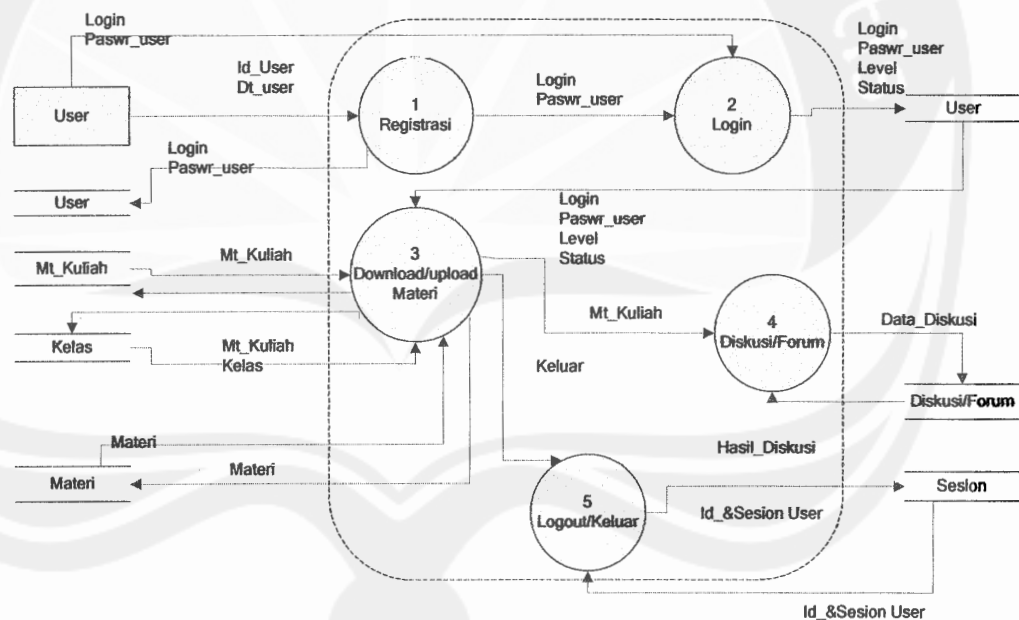 Login
Paswr_user
Id_User
Dt_user
User
1
Registrasi
Login
Paswr_user
2
Login
Login
Paswr_user
Level
Status
User
Login
Paswr_user
User
Login
Paswr_user
Level
Status
Mt_Kuliah
Mt_Kuliah
3
Download/upload
Materi
Mt_Kuliah
4
Diskusi/Forum
Data_Diskusi
Kelas
Mt_Kuliah
Kelas
Keluar
Diskusi/Forum
Hasil_Diskusi
Materi
Materi
Materi
5
Logout/Keluar
Id_&Sesion User
Sesion
Id_&Sesion User